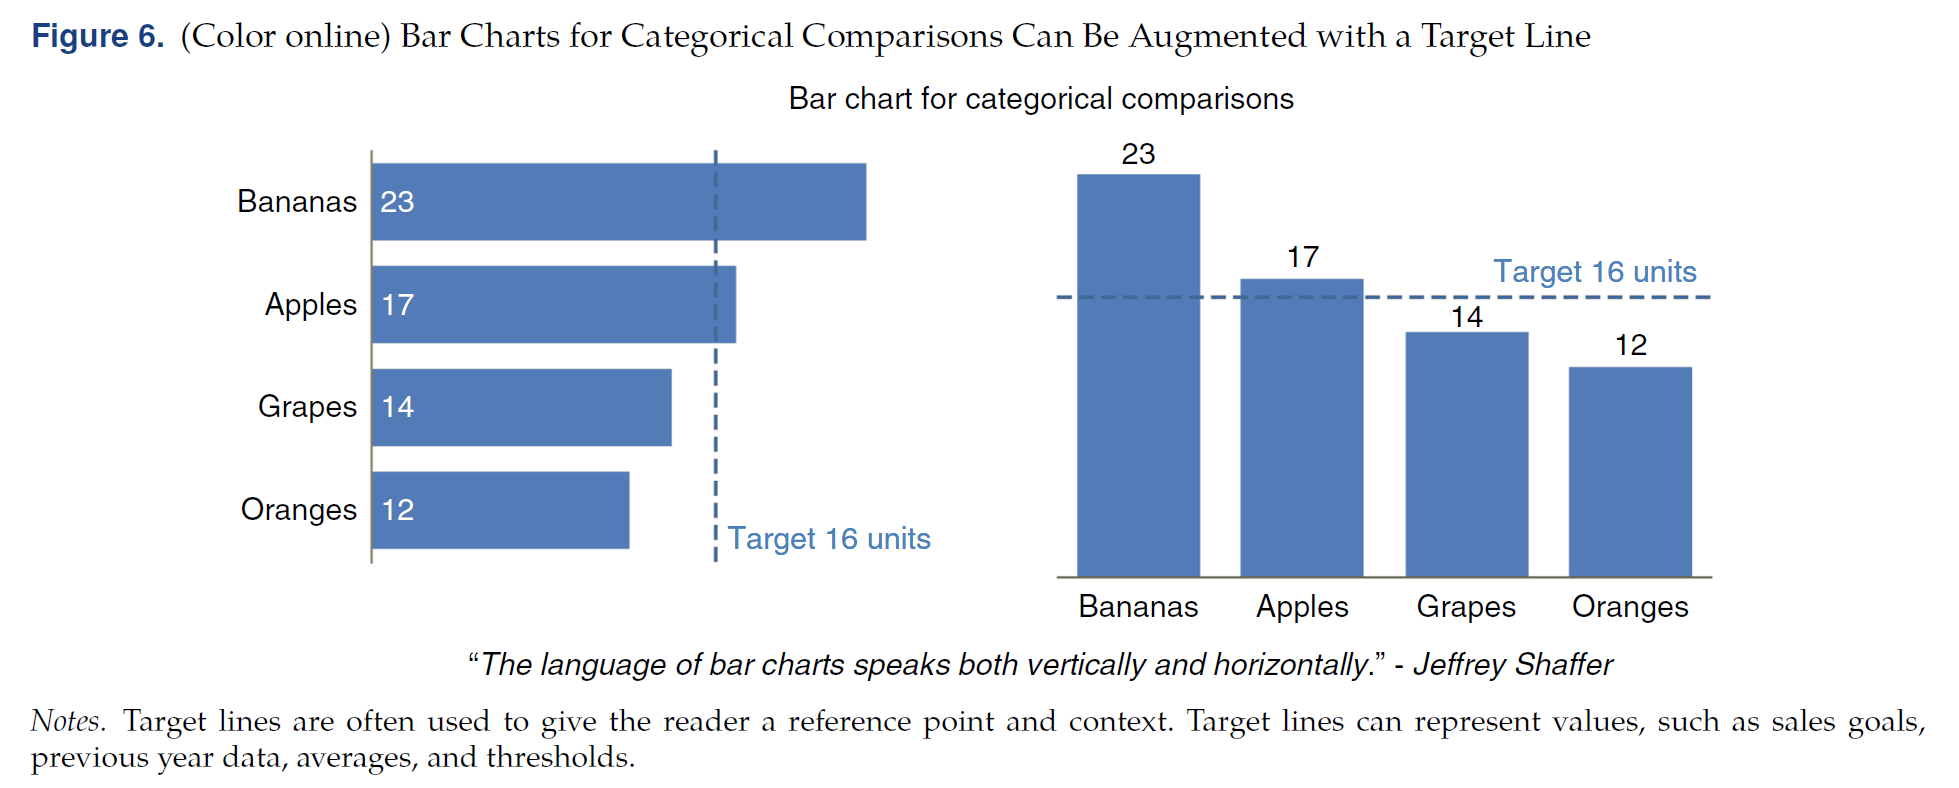 Figure 6. (Color online) Bar Charts for Categorical Comparisons Can Be Augmented with a Target Line
Bar chart for categorical comparisons
Bananas 23
Apples 17
Grapes 14
Oranges 12
Target 16 units
23
17
Target 16 units
14
12
Bananas Apples Grapes Oranges
“The language of bar charts speaks both vertically and horizontally.” - Jeffrey Shaffer
Notes. Target lines are often used to give the reader a reference point and context. Target lines can represent values, such as sales goals,
previous year data, averages, and thresholds.